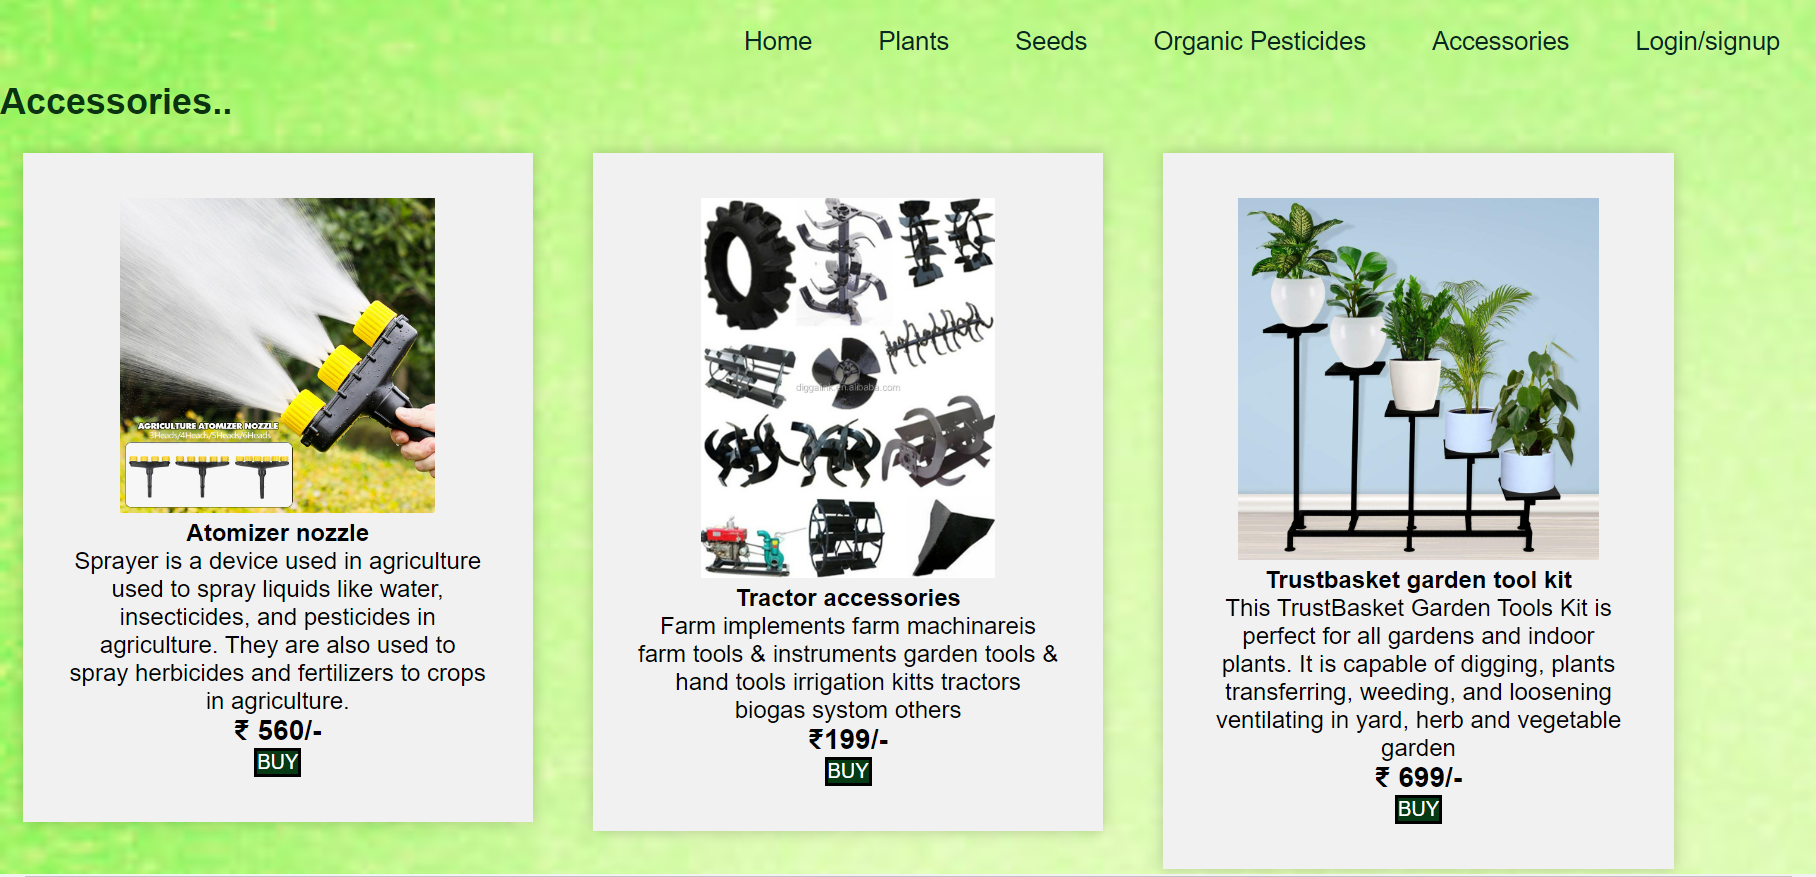 Home Plants Seeds Organic Pesticides Accessories Login/signup
Accessories..
AGRICULTURE ATOMIZER NOZZLE
3Heads/4Heads/5Heads/6Heads
Atomizer nozzle
Sprayer is a device used in agriculture
used to spray liquids like water,
insecticides, and pesticides in
agriculture. They are also used to
spray herbicides and fertilizers to crops
in agriculture.
₹ 560/-
BUY
Tractor accessories
Farm implements farm machinareis
farm tools & instruments garden tools &
hand tools irrigation kitts tractors
biogas systom others
₹199/-
BUY
Trustbasket garden tool kit
This TrustBasket Garden Tools Kit is
perfect for all gardens and indoor
plants. It is capable of digging, plants
transferring, weeding, and loosening
ventilating in yard, herb and vegetable
garden
₹ 699/-
BUY